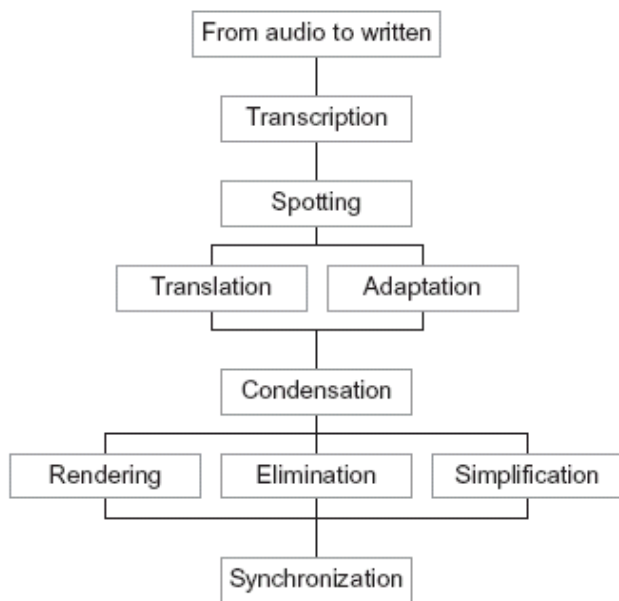 From audio to written
Transcription
Spotting
Translation
Adaptation
Condensation
Rendering
Elimination
Simplification
Synchronization